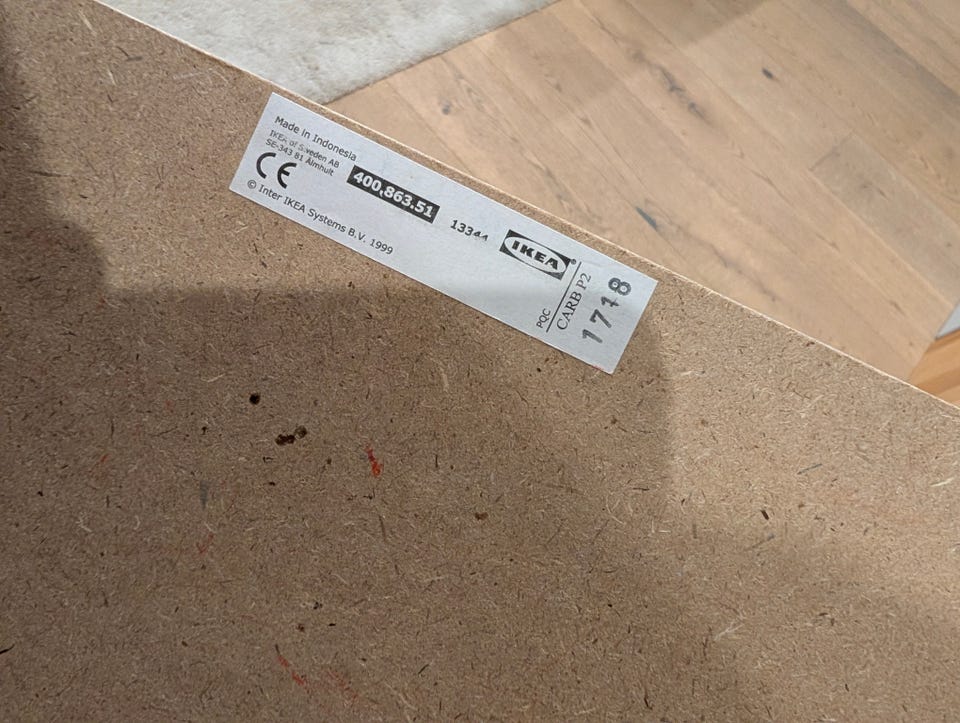 Made in Indonesia
IKEA of Sweden AB
SE-343 81 Älmhult
CE
© Inter IKEA Systems B.V. 1999
400,863.51
IKEA®
PQC
CARB P2
1718